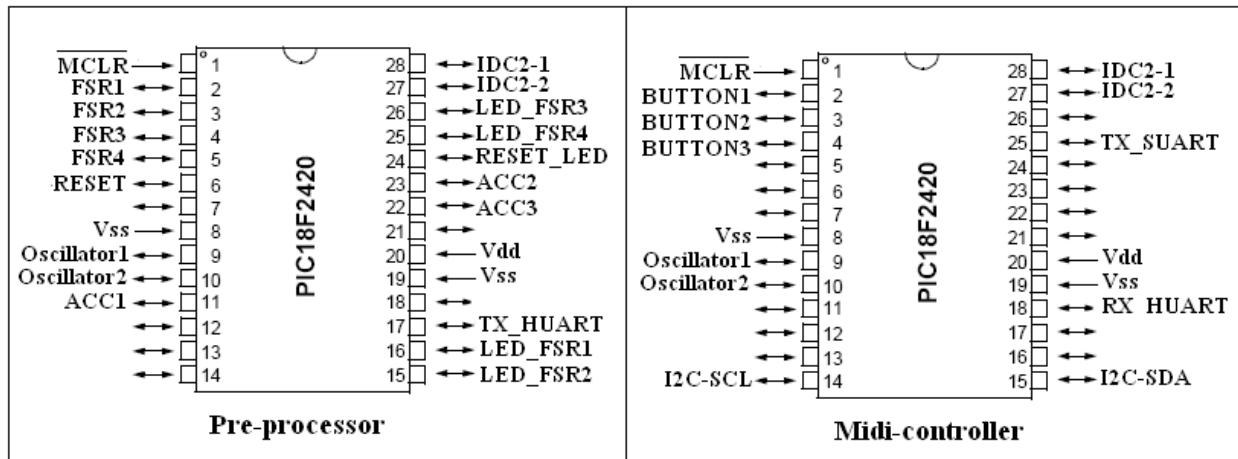 MCLR 1 28 IDC2-1
FSR1 2 27 IDC2-2
FSR2 3 26 LED_FSR3
FSR3 4 25 LED_FSR4
FSR4 5 24 RESET_LED
RESET 6 23 ACC2
7 22 ACC3
Vss 8 21
Oscillator1 9 20 Vdd
Oscillator2 10 19 Vss
ACC1 11 18
12 17 TX_HUART
13 16 LED_FSR1
14 15 LED_FSR2
PIC18F2420
Pre-processor
MCLR 1 28 IDC2-1
BUTTON1 2 27 IDC2-2
BUTTON2 3 26
BUTTON3 4 25 TX_SUART
5 24
6 23
7 22
Vss 8 21
Oscillator1 9 20 Vdd
Oscillator2 10 19 Vss
11 18 RX_HUART
12 17
13 16
I2C-SCL 14 15 I2C-SDA
PIC18F2420
Midi-controller